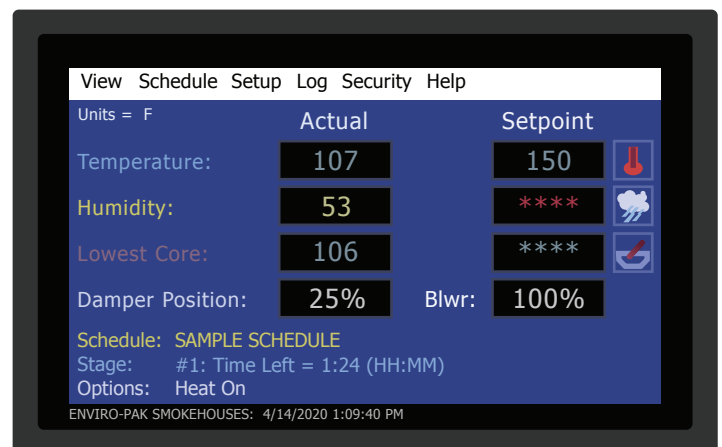 View Schedule Setup Log Security Help
Units = F
Actual Setpoint
Temperature: 107 150
Humidity: 53 ****
Lowest Core: 106 ****
Damper Position: 25% Blwr: 100%
Schedule: SAMPLE SCHEDULE
Stage: #1: Time Left = 1:24 (HH:MM)
Options: Heat On
ENVIRO-PAK SMOKEHOUSES: 4/14/2020 1:09:40 PM